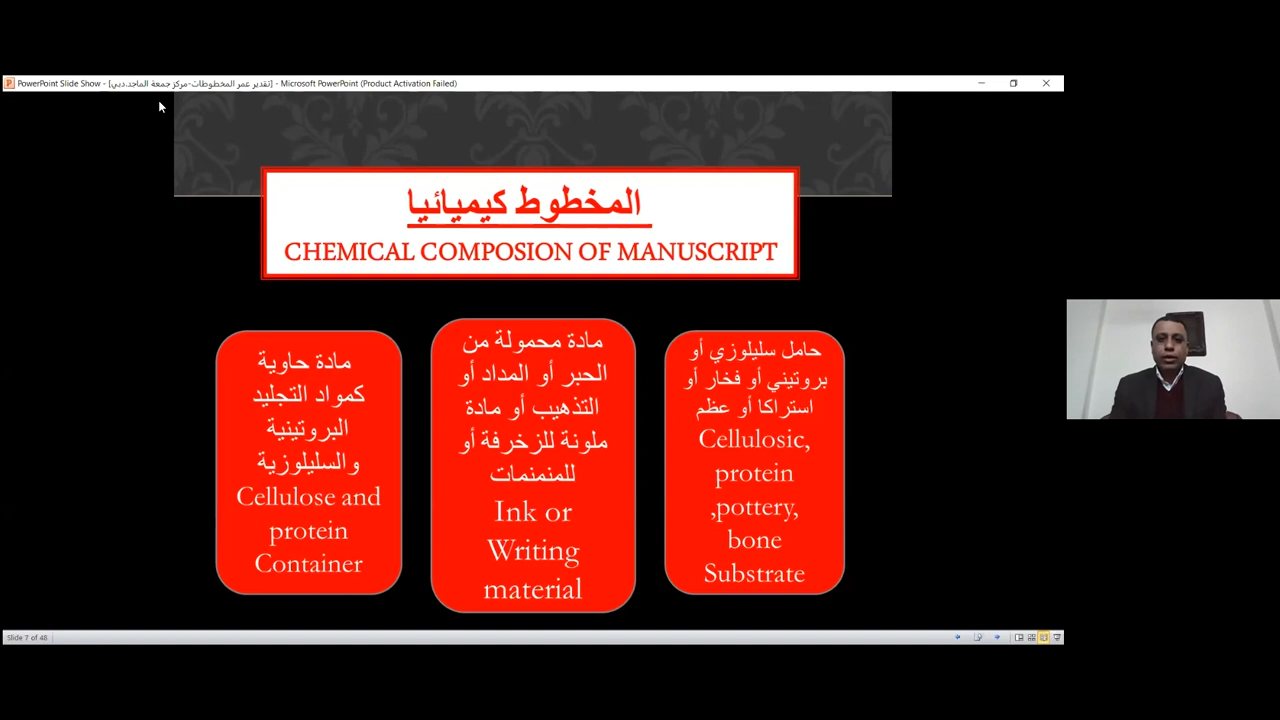 PowerPoint Slide Show - [تقدير عمر المخطوطات-مركز جمعة الماجد.دبي] - Microsoft PowerPoint (Product Activation Failed)
المخطوط كيميائيا
CHEMICAL COMPOSION OF MANUSCRIPT
حامل سليلوزي أو
بروتيني أو فخار أو
استراكا أو عظم
Cellulosic,
protein
,pottery,
bone
Substrate
مادة محمولة من
الحبر أو المداد أو
التذهيب أو مادة
ملونة للزخرفة أو
للمنمنمات
Ink or
Writing
material
مادة حاوية
كمواد التجليد
البروتينية
والسليلوزية
Cellulose and
protein
Container
Slide 7 of 48